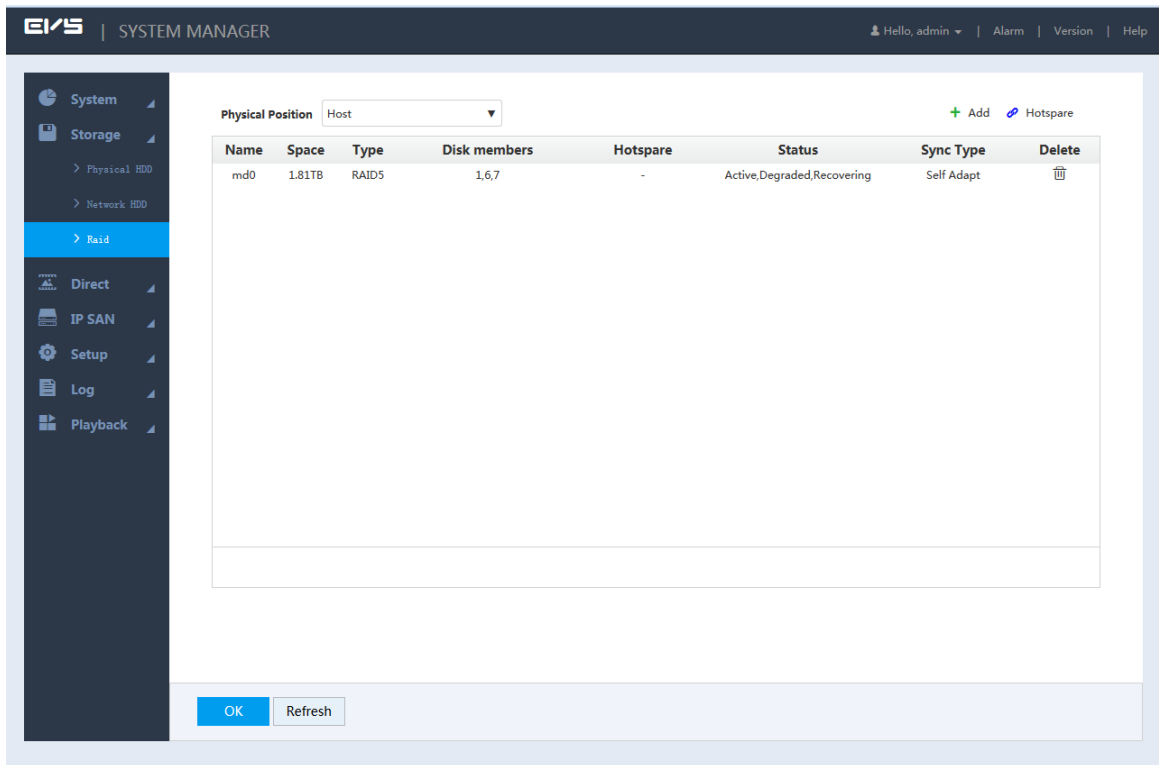 EVS | SYSTEM MANAGER
Hello, admin | Alarm | Version | Help
System
Storage
Physical HDD
Network HDD
Raid
Direct
IP SAN
Setup
Log
Playback
Physical Position Host
Add Hotspare
Name Space Type Disk members Hotspare Status Sync Type Delete
md0 1.81TB RAID5 1,6,7 - Active,Degraded,Recovering Self Adapt
OK Refresh